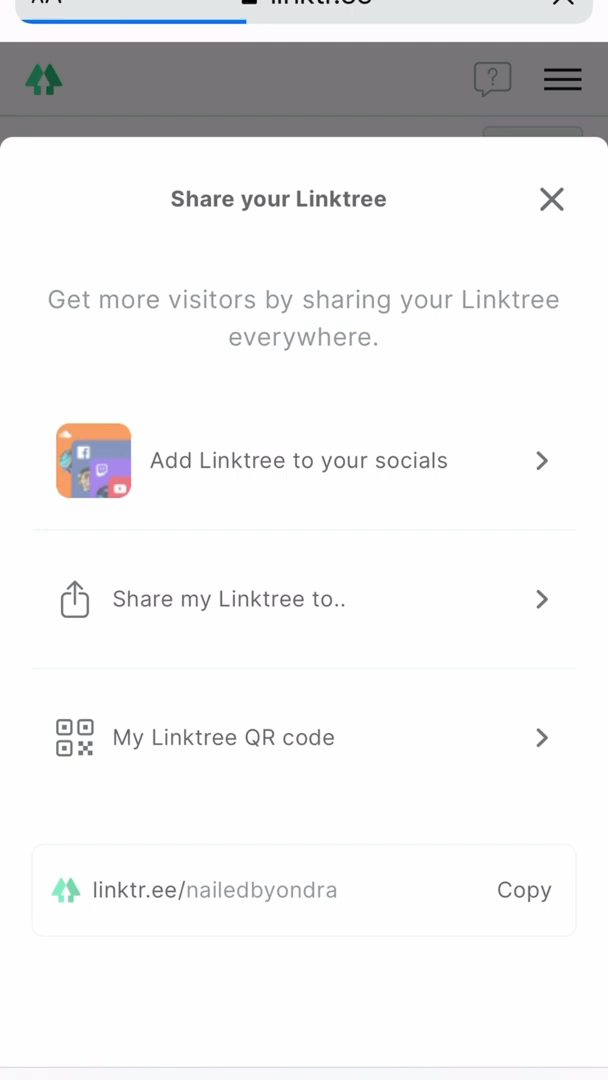 Share your Linktree
Get more visitors by sharing your Linktree
everywhere.
Add Linktree to your socials
Share my Linktree to..
My Linktree QR code
linktr.ee/nailedbyondra Copy